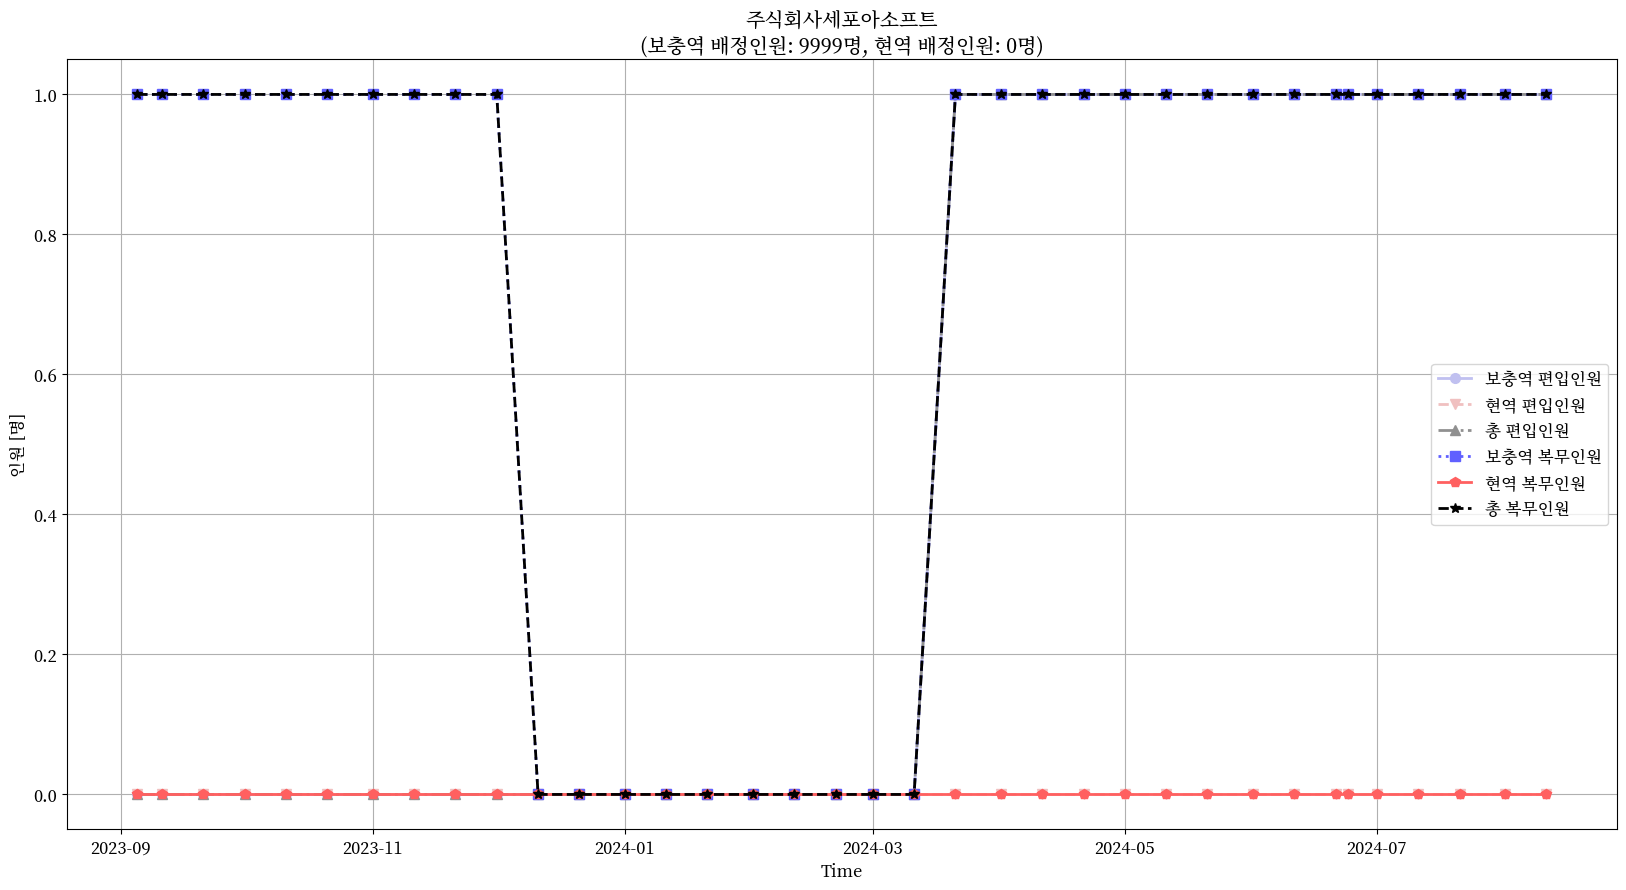 주식회사세포아소프트
(보충역 배정인원: 9999명, 현역 배정인원: 0명)
1.0
0.8
0.6
0.4
0.2
0.0
인원 [명]
보충역 편입인원
현역 편입인원
총 편입인원
보충역 복무인원
현역 복무인원
총 복무인원
2023-09
2023-11
2024-01
2024-03
2024-05
2024-07
Time